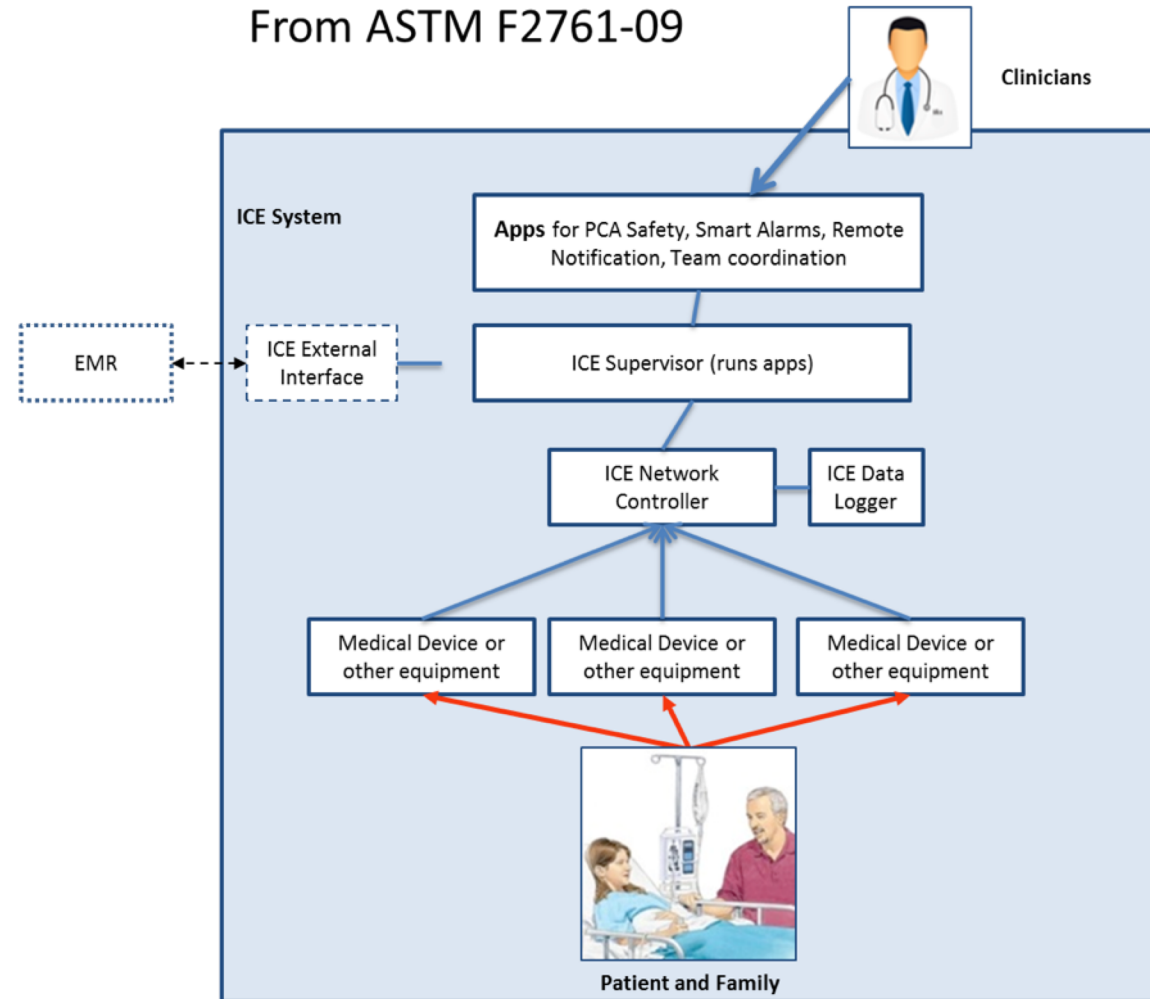 From ASTM F2761-09
Clinicians
ICE System
Apps for PCA Safety, Smart Alarms, Remote
Notification, Team coordination
EMR
ICE External
Interface
ICE Supervisor (runs apps)
ICE Network
Controller
ICE Data
Logger
Medical Device or
other equipment
Medical Device or
other equipment
Medical Device or
other equipment
Patient and Family